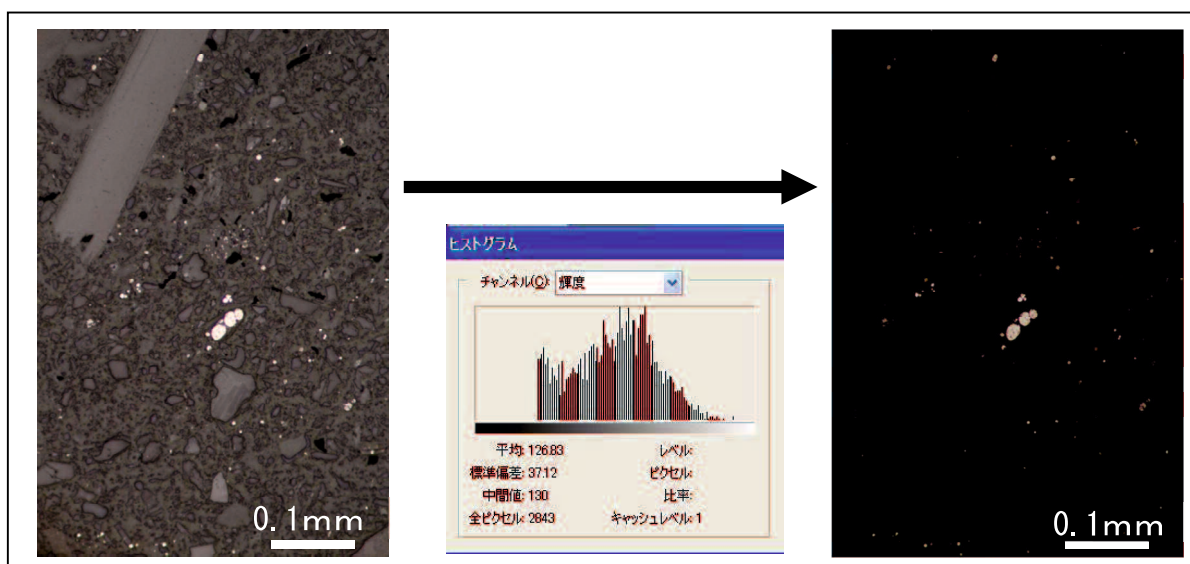 0.1mm
ヒストグラム
チャンネル(C): 輝度
平均: 126.83
レベル:
標準偏差: 37.12
ピクセル:
中間値: 130
比率:
全ピクセル: 2843
キャッシュレベル: 1
0.1mm